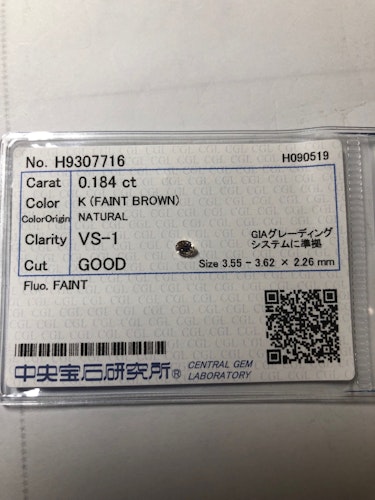 No. H9307716 H090519
Carat 0.184 ct
Color K (FAINT BROWN)
ColorOrigin NATURAL
Clarity VS-1 GIAグレーディング
システムに準拠
Cut GOOD Size 3.55 - 3.62 × 2.26 mm
Fluo. FAINT
中央宝石研究所® CENTRAL GEM
LABORATORY